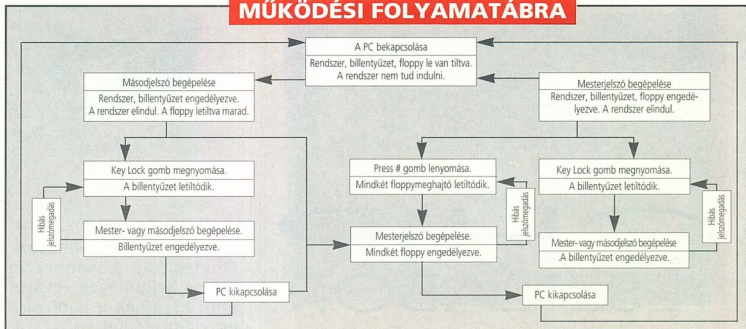 MŰKÖDÉSI FOLYAMATÁBRA
A PC bekapcsolása
Rendszer, billentyűzet, floppy le van tiltva.
A rendszer nem tud indulni.
Másodjelszó begépelése
Rendszer, billentyűzet engedélyezve.
A rendszer elindul. A floppy letiltva marad.
Mesterjelszó begépelése
Rendszer, billentyűzet, floppy engedé-
lyezve. A rendszer elindul.
Key Lock gomb megnyomása.
A billentyűzet letiltódik.
Hibás
jelszómegadás
Mester- vagy másodjelszó begépelése.
Billentyűzet engedélyezve.
PC kikapcsolása
Press # gomb lenyomása.
Mindkét floppymeghajtó letiltódik.
Hibás
jelszómegadás
Mesterjelszó begépelése.
Mindkét floppy engedélyezve.
Key Lock gomb megnyomása.
A billentyűzet letiltódik.
Hibás
jelszómegadás
Mester- vagy másodjelszó begépelése
A billentyűzet engedélyezve.
PC kikapcsolása